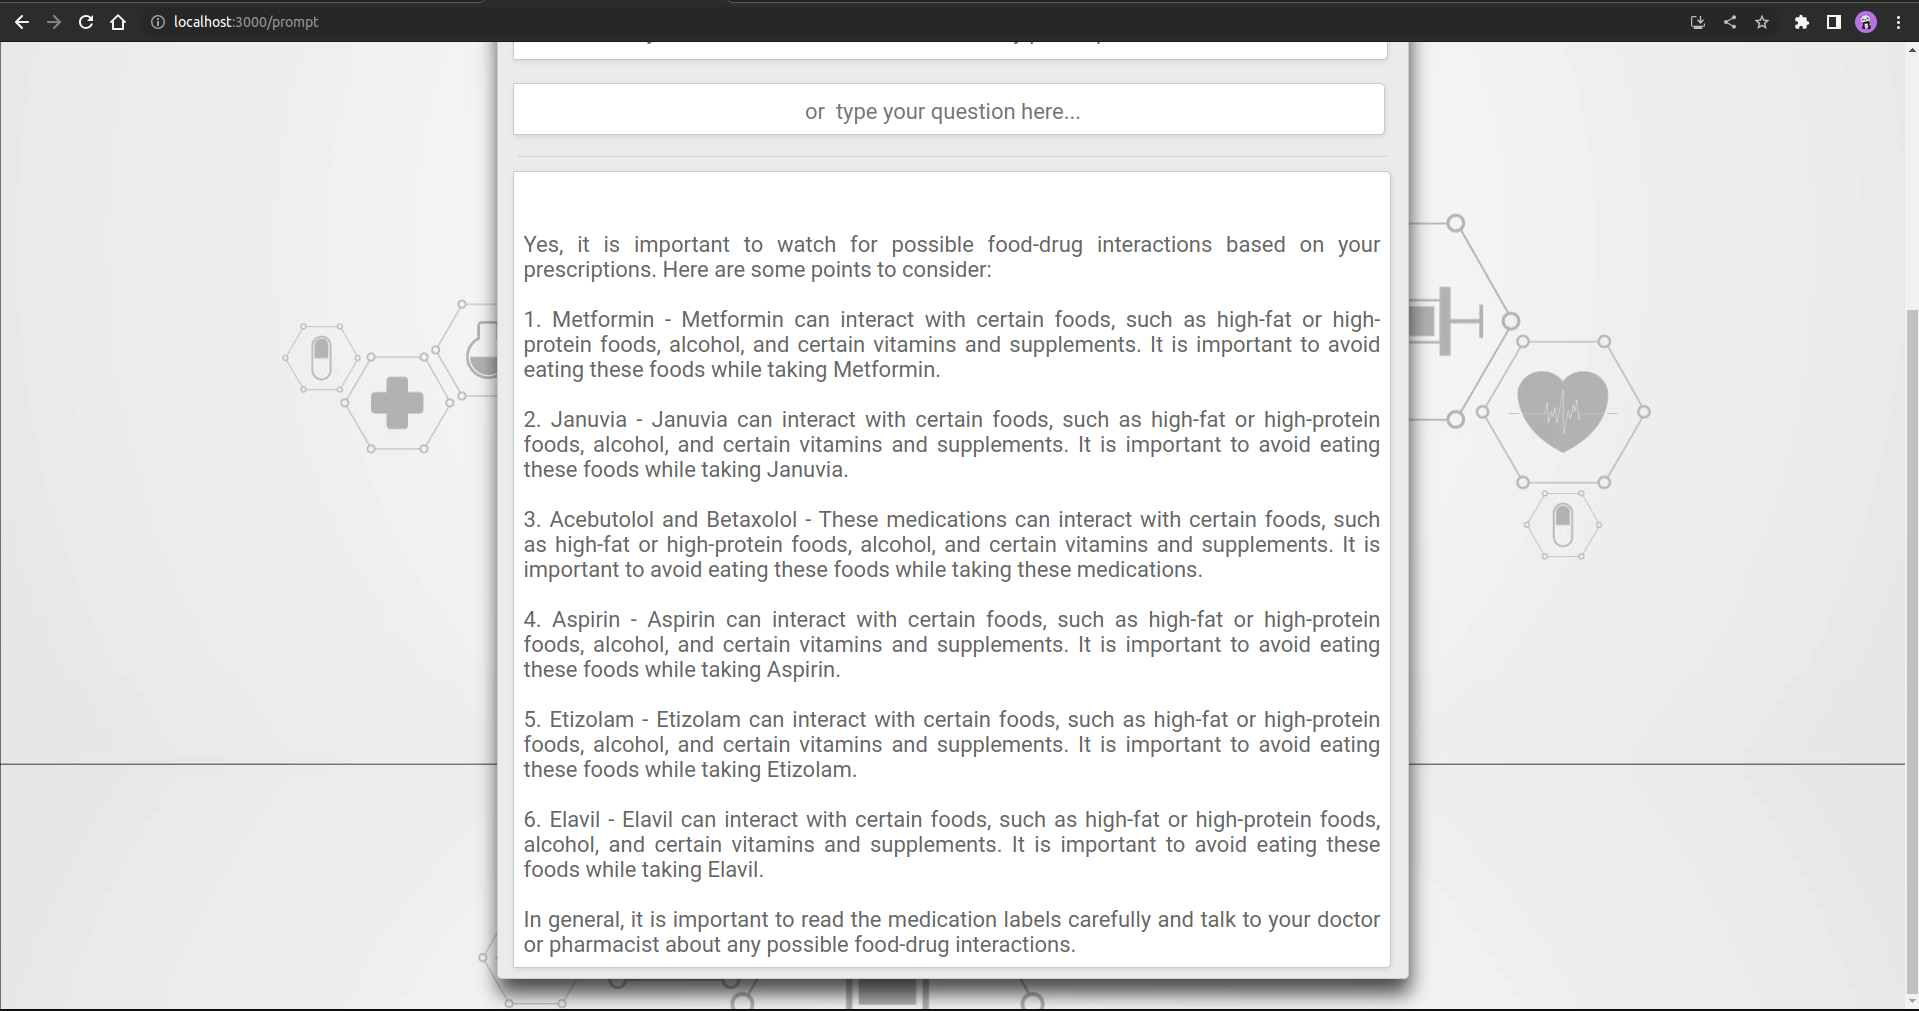 localhost:3000/prompt
or type your question here...
Yes, it is important to watch for possible food-drug interactions based on your
prescriptions. Here are some points to consider:
1. Metformin - Metformin can interact with certain foods, such as high-fat or high-
protein foods, alcohol, and certain vitamins and supplements. It is important to avoid
eating these foods while taking Metformin.
2. Januvia - Januvia can interact with certain foods, such as high-fat or high-protein
foods, alcohol, and certain vitamins and supplements. It is important to avoid eating
these foods while taking Januvia.
3. Acebutolol and Betaxolol - These medications can interact with certain foods, such
as high-fat or high-protein foods, alcohol, and certain vitamins and supplements. It is
important to avoid eating these foods while taking these medications.
4. Aspirin - Aspirin can interact with certain foods, such as high-fat or high-protein
foods, alcohol, and certain vitamins and supplements. It is important to avoid eating
these foods while taking Aspirin.
5. Etizolam - Etizolam can interact with certain foods, such as high-fat or high-protein
foods, alcohol, and certain vitamins and supplements. It is important to avoid eating
these foods while taking Etizolam.
6. Elavil - Elavil can interact with certain foods, such as high-fat or high-protein foods,
alcohol, and certain vitamins and supplements. It is important to avoid eating these
foods while taking Elavil.
In general, it is important to read the medication labels carefully and talk to your doctor
or pharmacist about any possible food-drug interactions.